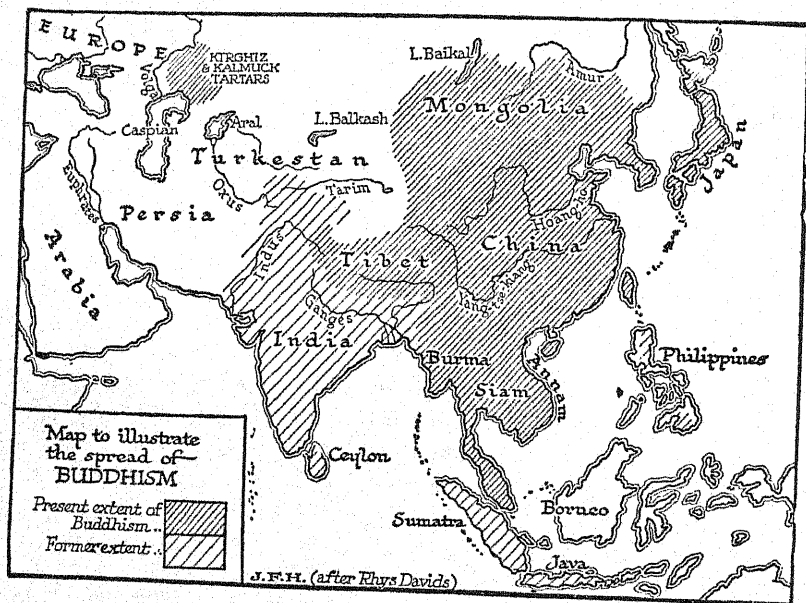 EUROPE
KIRGHIZ
& KALMUCK
TARTARS
Volga
L. Baikal
Amur
Mongolia
Caspian
Aral
L. Balkash
Turkestan
Oxus
Tarim
Japan
Euphrates
Persia
Hoang-ho
China
Arabia
Indus
Tibet
Yang-tse kiang
Ganges
India
Burma
Annam
Siam
Philippines
Ceylon
Borneo
Sumatra
Java
Map to illustrate
the spread of
BUDDHISM
Present extent of
Buddhism..
Former extent..
J.F.H. (after Rhys Davids)